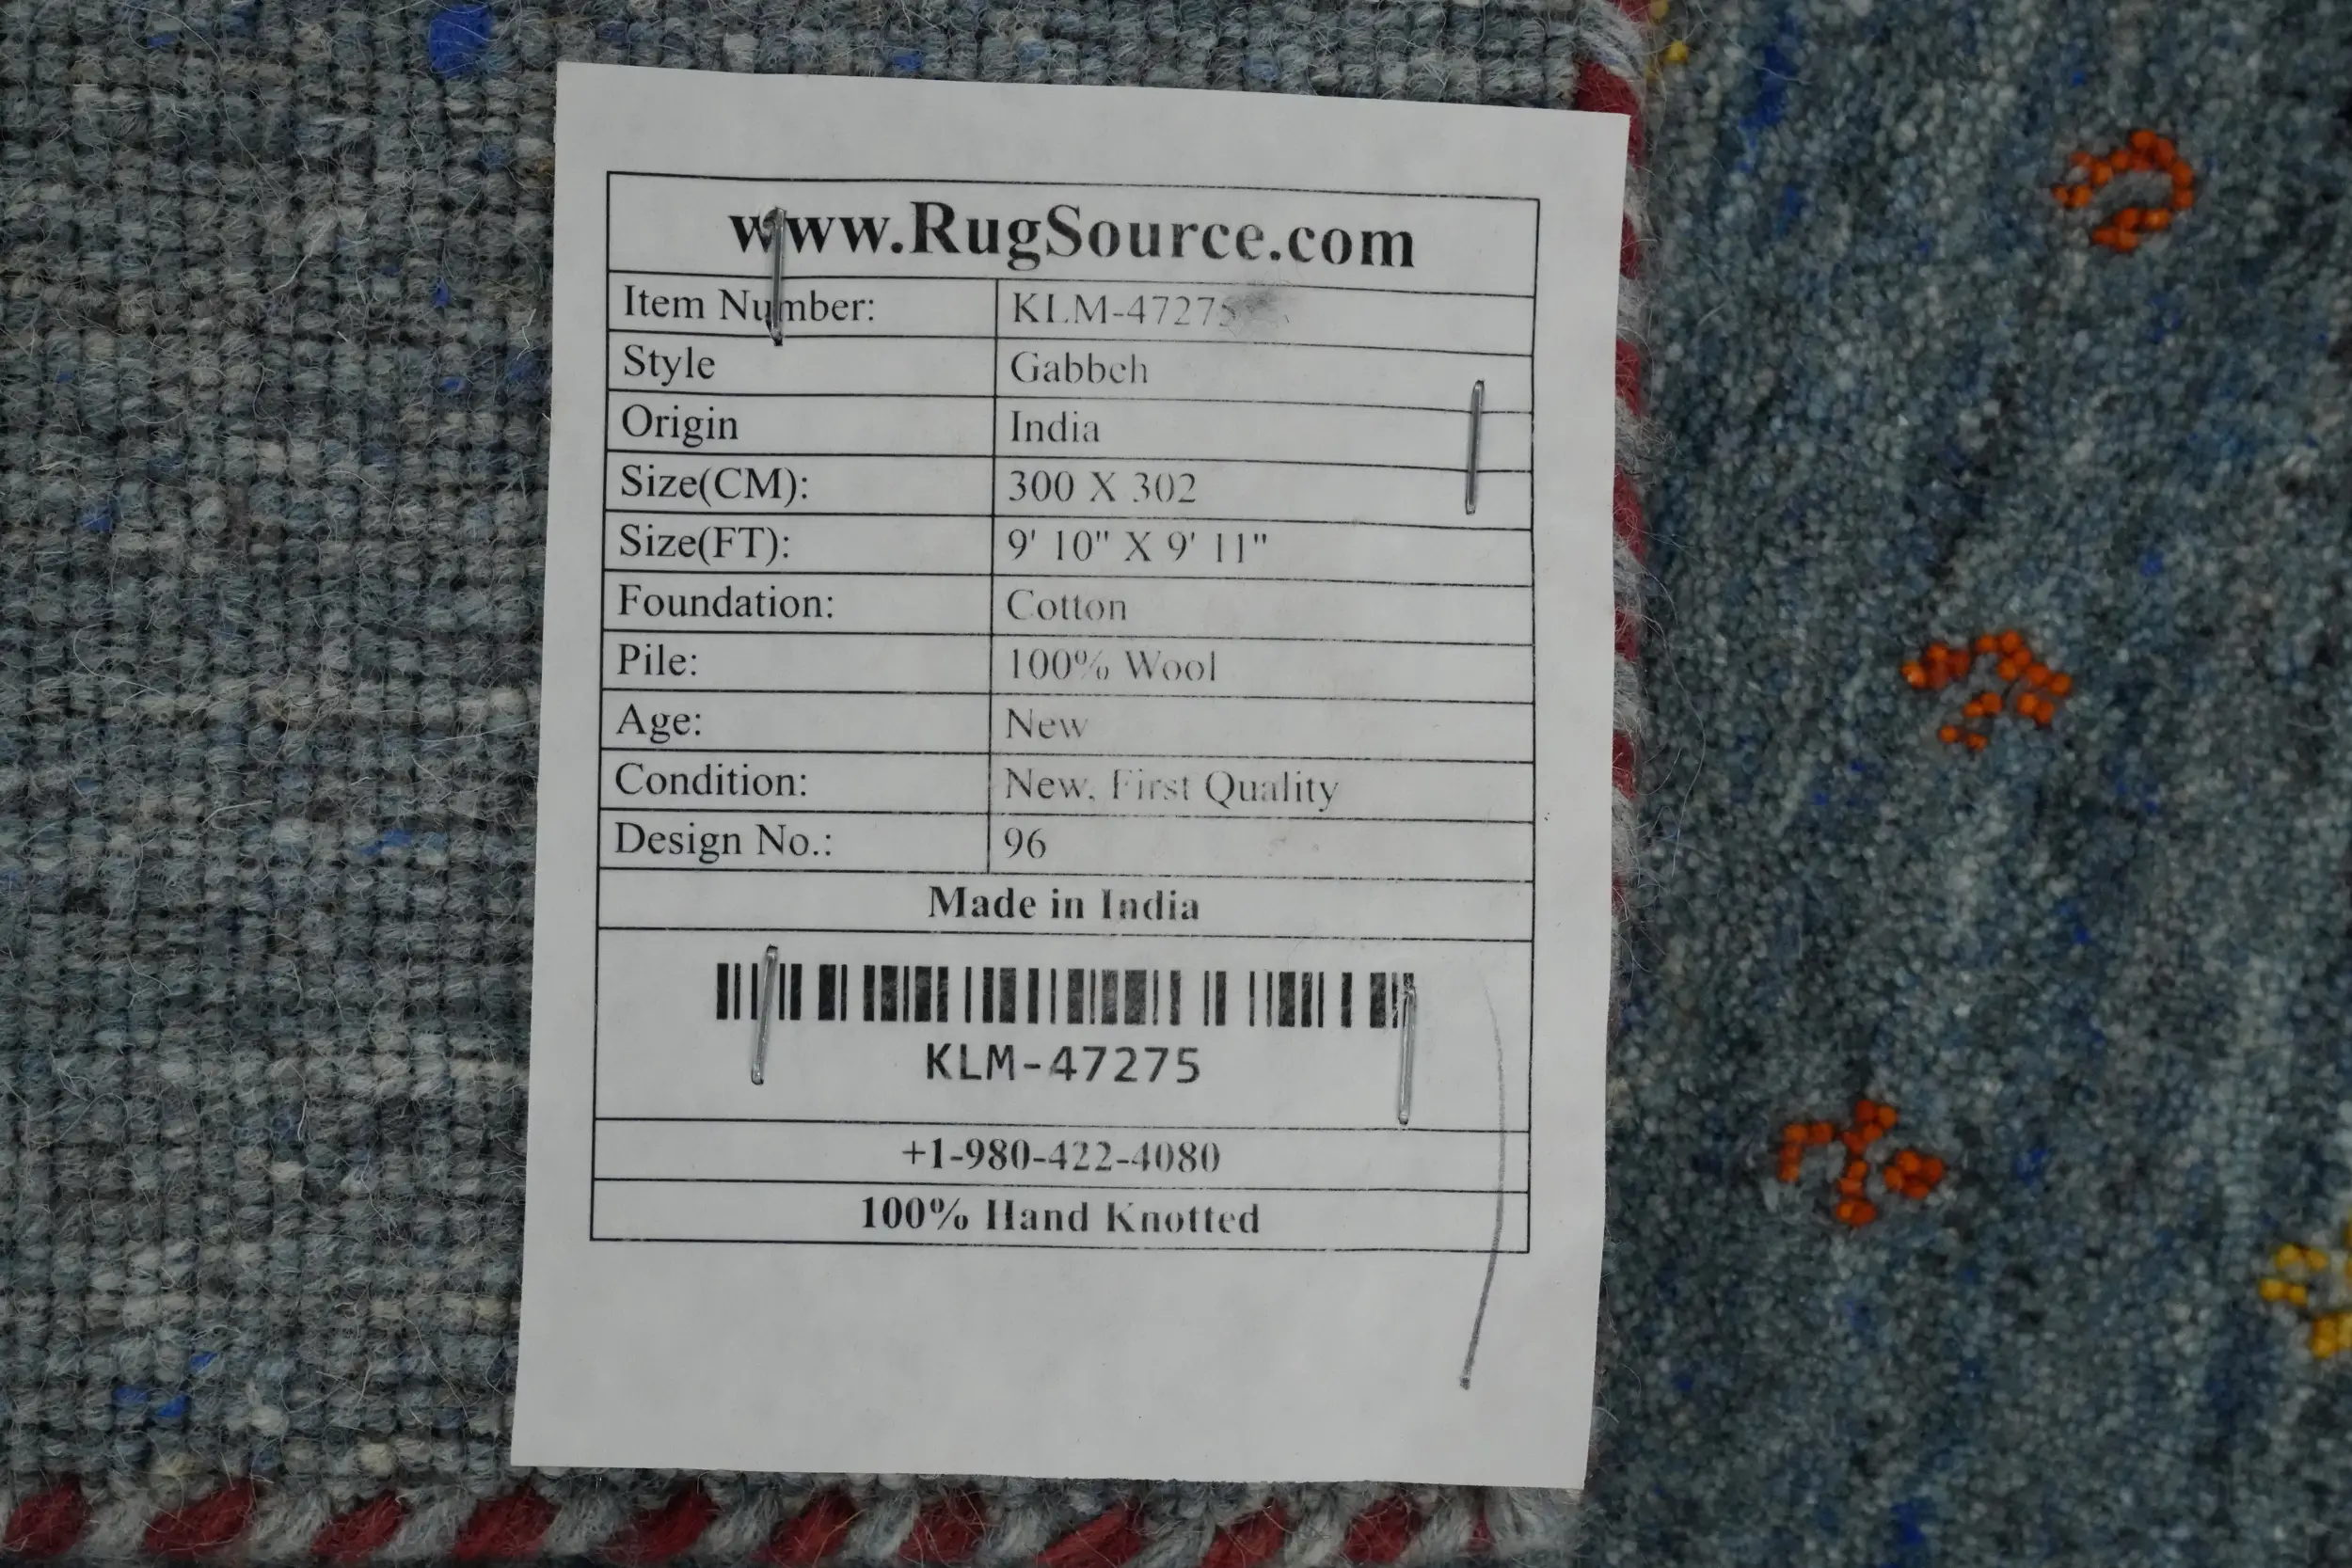 www.RugSource.com
Item Number: KLM-47275
Style Gabbeh
Origin India
Size(CM): 300 X 302
Size(FT): 9' 10" X 9' 11"
Foundation: Cotton
Pile: 100% Wool
Age: New
Condition: New, First Quality
Design No.: 96
Made in India
KLM-47275
+1-980-422-4080
100% Hand Knotted